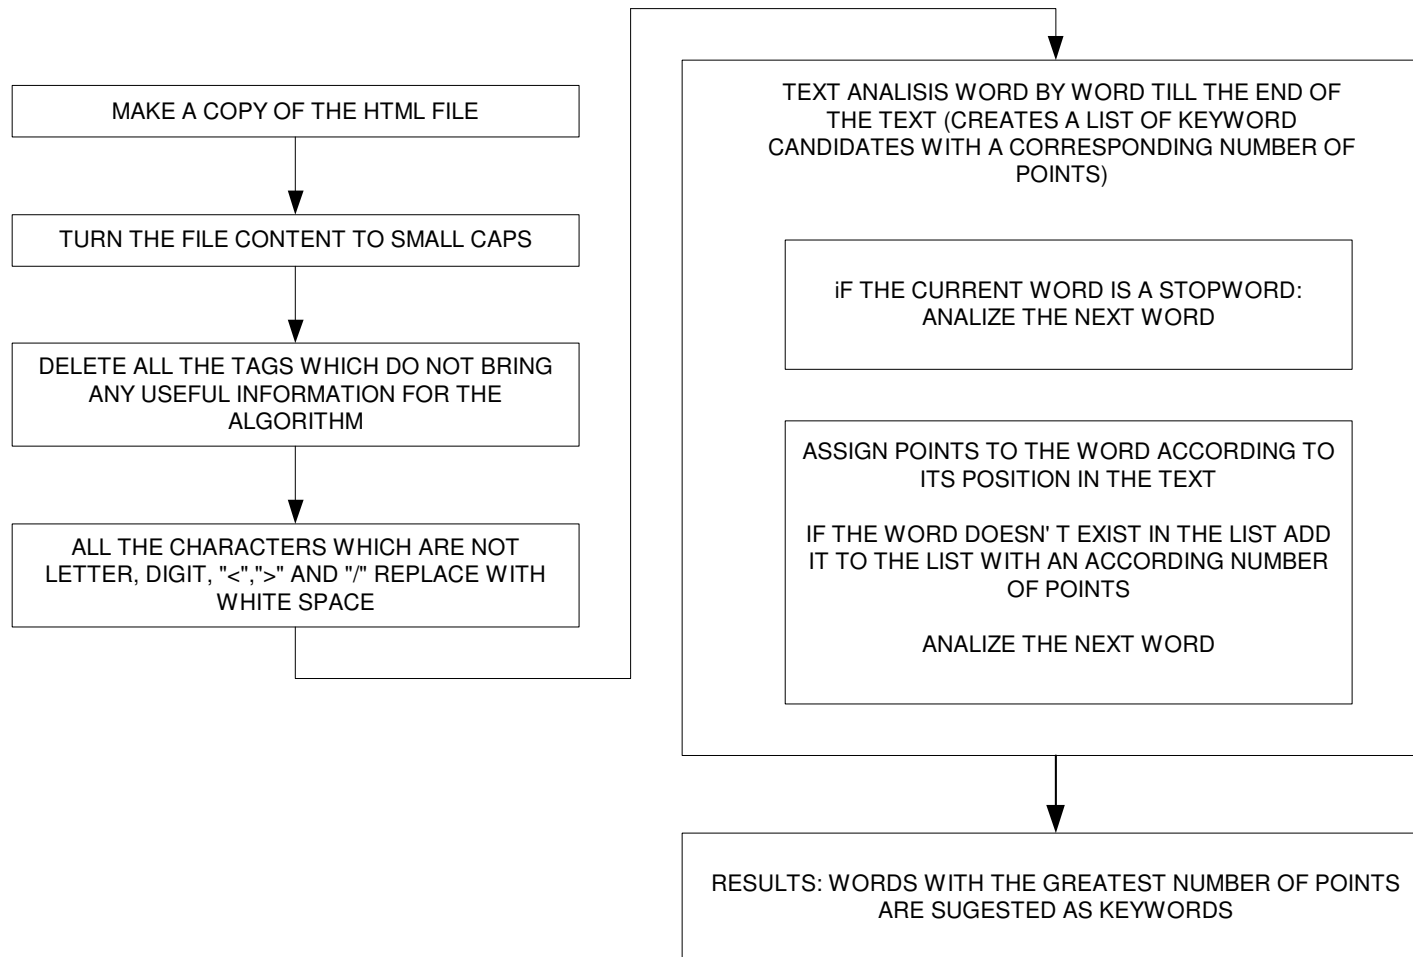 MAKE A COPY OF THE HTML FILE
TURN THE FILE CONTENT TO SMALL CAPS
DELETE ALL THE TAGS WHICH DO NOT BRING
ANY USEFUL INFORMATION FOR THE
ALGORITHM
ALL THE CHARACTERS WHICH ARE NOT
LETTER, DIGIT, "<",">" AND "/" REPLACE WITH
WHITE SPACE
TEXT ANALISIS WORD BY WORD TILL THE END OF
THE TEXT (CREATES A LIST OF KEYWORD
CANDIDATES WITH A CORRESPONDING NUMBER OF
POINTS)
iF THE CURRENT WORD IS A STOPWORD:
ANALIZE THE NEXT WORD
ASSIGN POINTS TO THE WORD ACCORDING TO
ITS POSITION IN THE TEXT
IF THE WORD DOESN' T EXIST IN THE LIST ADD
IT TO THE LIST WITH AN ACCORDING NUMBER
OF POINTS
ANALIZE THE NEXT WORD
RESULTS: WORDS WITH THE GREATEST NUMBER OF POINTS
ARE SUGESTED AS KEYWORDS